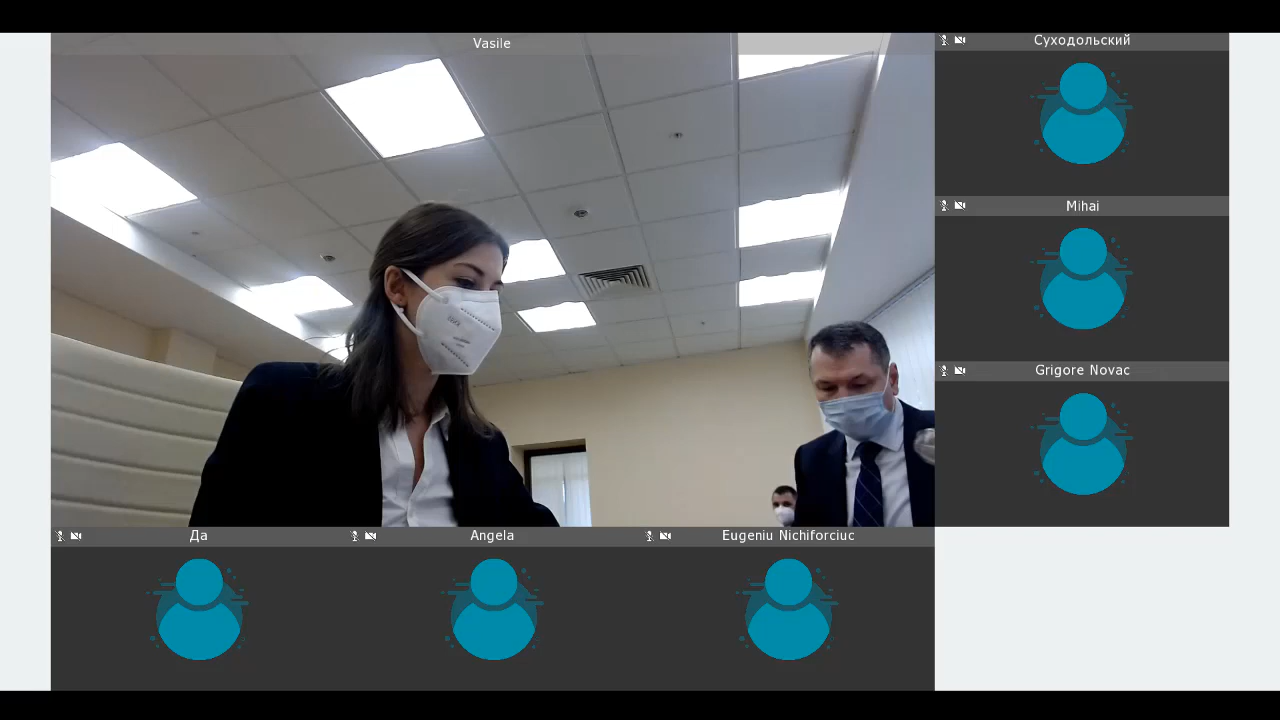 Vasile
Суходольский
Mihai
Grigore Novac
Да
Angela
Eugeniu Nichiforciuc